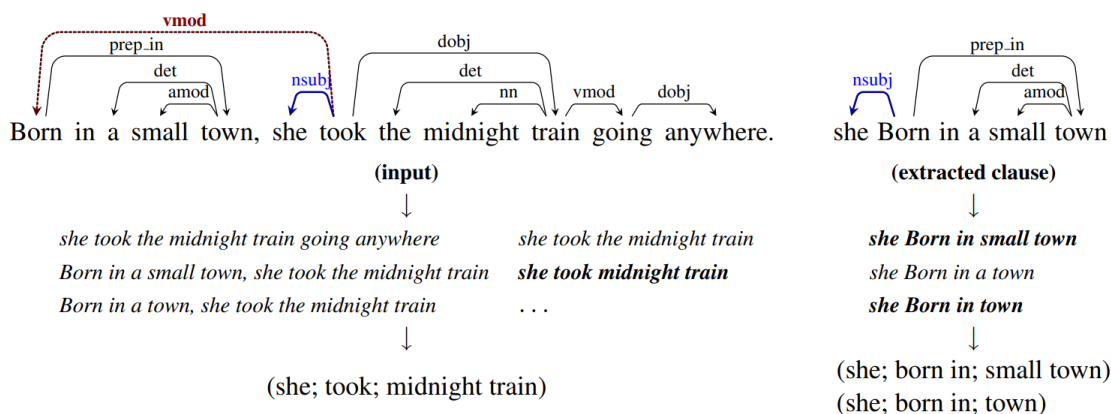 vmod
prep_in
dobj
det
det
nsubj
amod
nn
vmod
dobj
Born in a small town, she took the midnight train going anywhere.
(input)
↓
she took the midnight train going anywhere
she took the midnight train
Born in a small town, she took the midnight train
she took midnight train
Born in a town, she took the midnight train
. . .
↓
(she; took; midnight train)
prep_in
det
nsubj
amod
she Born in a small town
(extracted clause)
↓
she Born in small town
she Born in a town
she Born in town
↓
(she; born in; small town)
(she; born in; town)